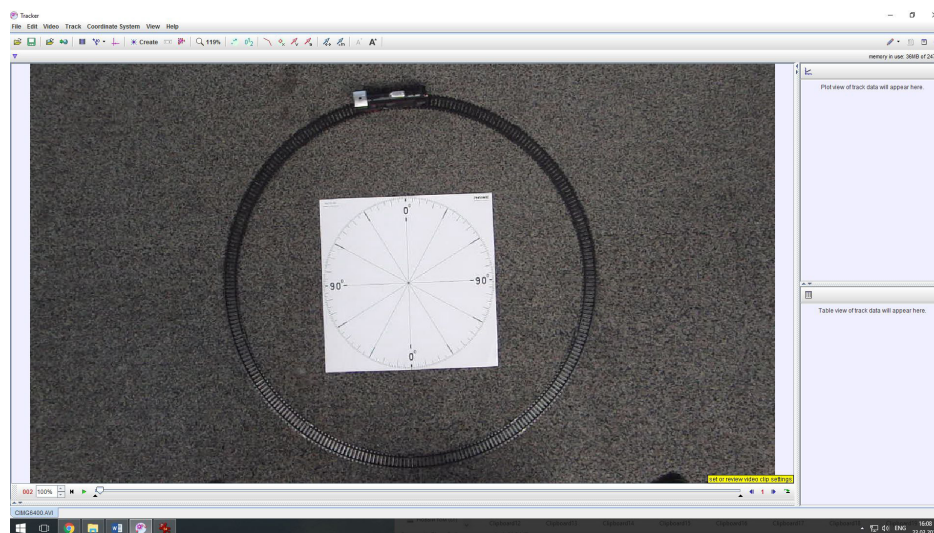 Tracker
File Edit Video Track Coordinate System View Help
Create 119%
memory in use: 36MB of 247
Plot view of track data will appear here.
0°
-90°-
-90°-
0°
Table view of track data will appear here.
set or review video clip settings
002 100% 1
CIMG6400.AVI
ENG 16:08